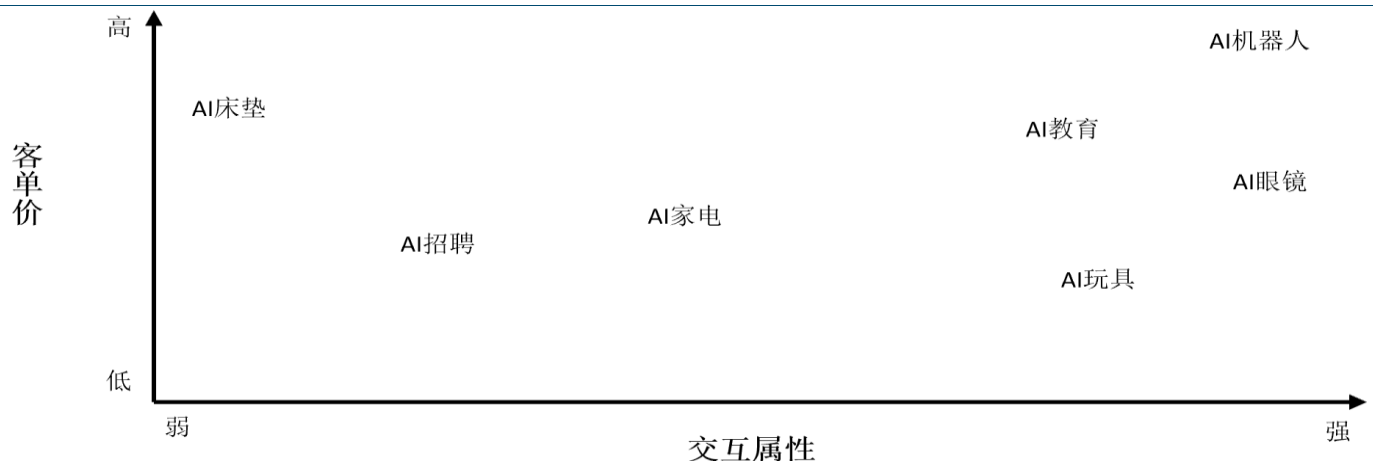 高
AI机器人
AI床垫
AI教育
客单价
AI眼镜
AI家电
AI招聘
AI玩具
低
弱
强
交互属性